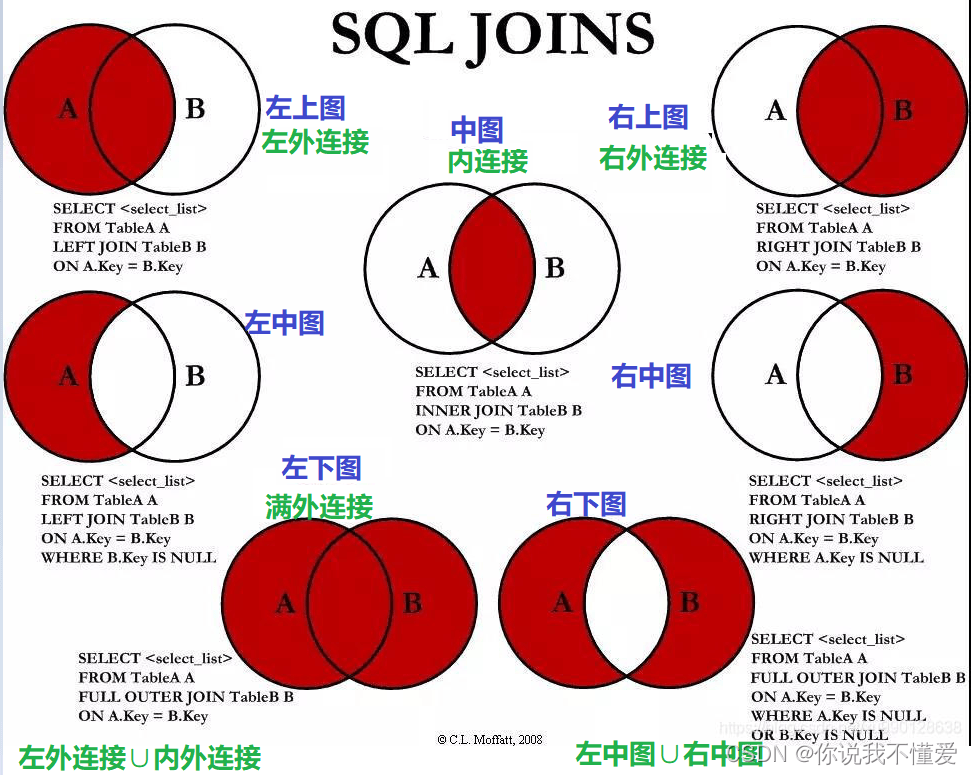 SQL JOINS
A
B
左上图
左外连接
SELECT <select_list>
FROM TableA A
LEFT JOIN TableB B
ON A.Key = B.Key
中图
内连接
A
B
SELECT <select_list>
FROM TableA A
INNER JOIN TableB B
ON A.Key = B.Key
右上图
右外连接
A
B
SELECT <select_list>
FROM TableA A
RIGHT JOIN TableB B
ON A.Key = B.Key
左中图
A
B
SELECT <select_list>
FROM TableA A
LEFT JOIN TableB B
ON A.Key = B.Key
WHERE B.Key IS NULL
右中图
A
B
SELECT <select_list>
FROM TableA A
RIGHT JOIN TableB B
ON A.Key = B.Key
WHERE A.Key IS NULL
左下图
满外连接
A
B
SELECT <select_list>
FROM TableA A
FULL OUTER JOIN TableB B
ON A.Key = B.Key
右下图
A
B
SELECT <select_list>
FROM TableA A
FULL OUTER JOIN TableB B
ON A.Key = B.Key
WHERE A.Key IS NULL
OR B.Key IS NULL
© C.L. Moffatt, 2008
左外连接∪内外连接
左中图∪右中图
CSDN @你说我不懂爱